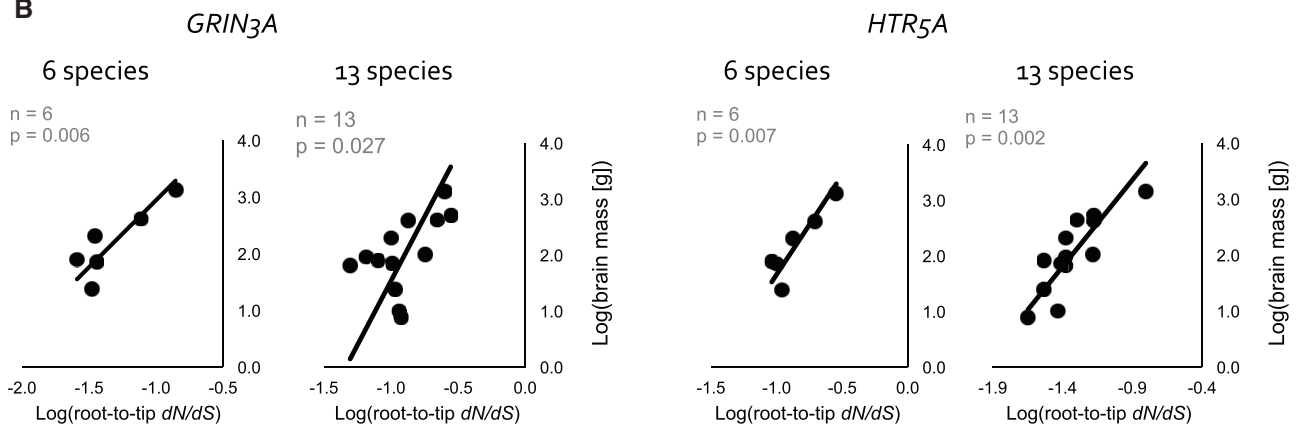 B
GRIN3A
HTR5A
6 species
13 species
6 species
13 species
n = 6
p = 0.006
n = 13
p = 0.027
n = 6
p = 0.007
n = 13
p = 0.002
4.0
3.0
2.0
1.0
0.0
-2.0 -1.5 -1.0 -0.5
Log(root-to-tip dN/dS)
4.0
3.0
2.0
1.0
0.0
-1.5 -1.0 -0.5 0.0
Log(root-to-tip dN/dS)
Log(brain mass [g])
4.0
3.0
2.0
1.0
0.0
-1.5 -1.0 -0.5 0.0
Log(root-to-tip dN/dS)
4.0
3.0
2.0
1.0
0.0
-1.9 -1.4 -0.9 -0.4
Log(root-to-tip dN/dS)
Log(brain mass [g])